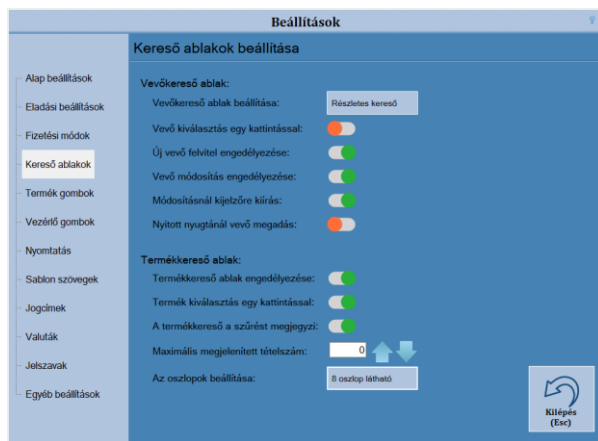 Beállítások
Kereső ablakok beállítása
Alap beállítások
Eladási beállítások
Fizetési módok
Kereső ablakok
Termék gombok
Vezérlő gombok
Nyomtatás
Sablon szövegek
Jogcímek
Valuták
Jelszavak
Egyéb beállítások
Vevőkereső ablak:
Vevőkereső ablak beállítása: Részletes kereső
Vevő kiválasztás egy kattintással:
Új vevő felvitel engedélyezése:
Vevő módosítás engedélyezése:
Módosításnál kijelzőre kiírás:
Nyitott nyugtánál vevő megadás:
Termékkereső ablak:
Termékkereső ablak engedélyezése:
Termék kiválasztás egy kattintással:
A termékkereső a szűrést megjegyzi:
Maximális megjelenített tételszám: 0
Az oszlopok beállítása: 8 oszlop látható
Kilépés
(Esc)